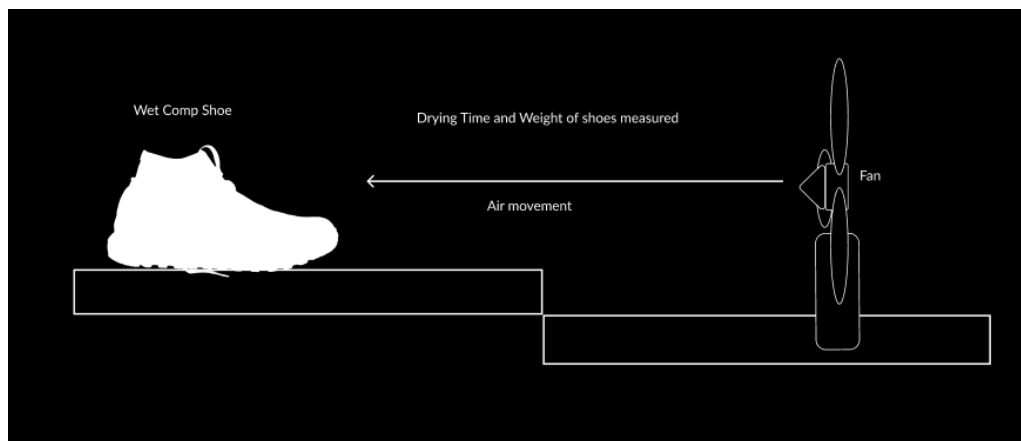 Wet Comp Shoe
Drying Time and Weight of shoes measured
Fan
Air movement